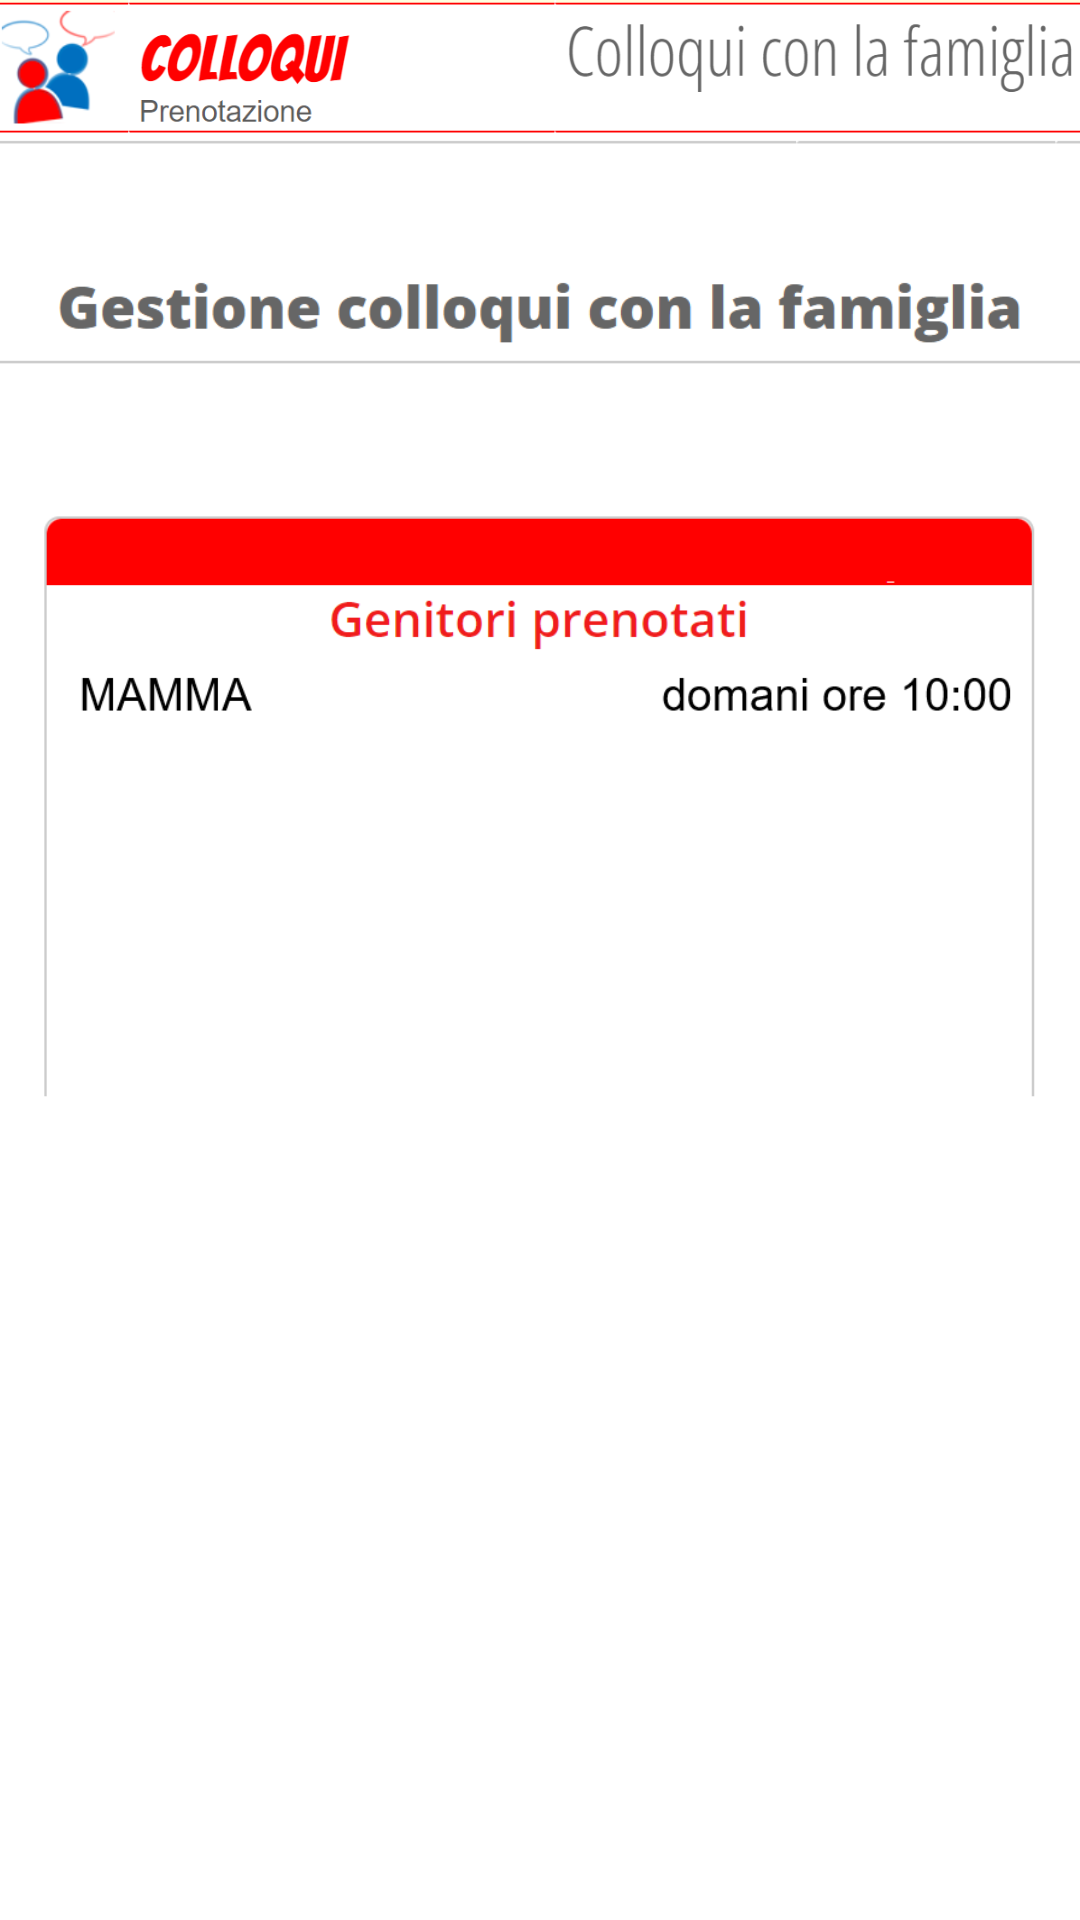 COLLOQUI
Prenotazione
Colloqui con la famiglia
Gestione colloqui con la famiglia
Genitori prenotati
MAMMA domani ore 10:00